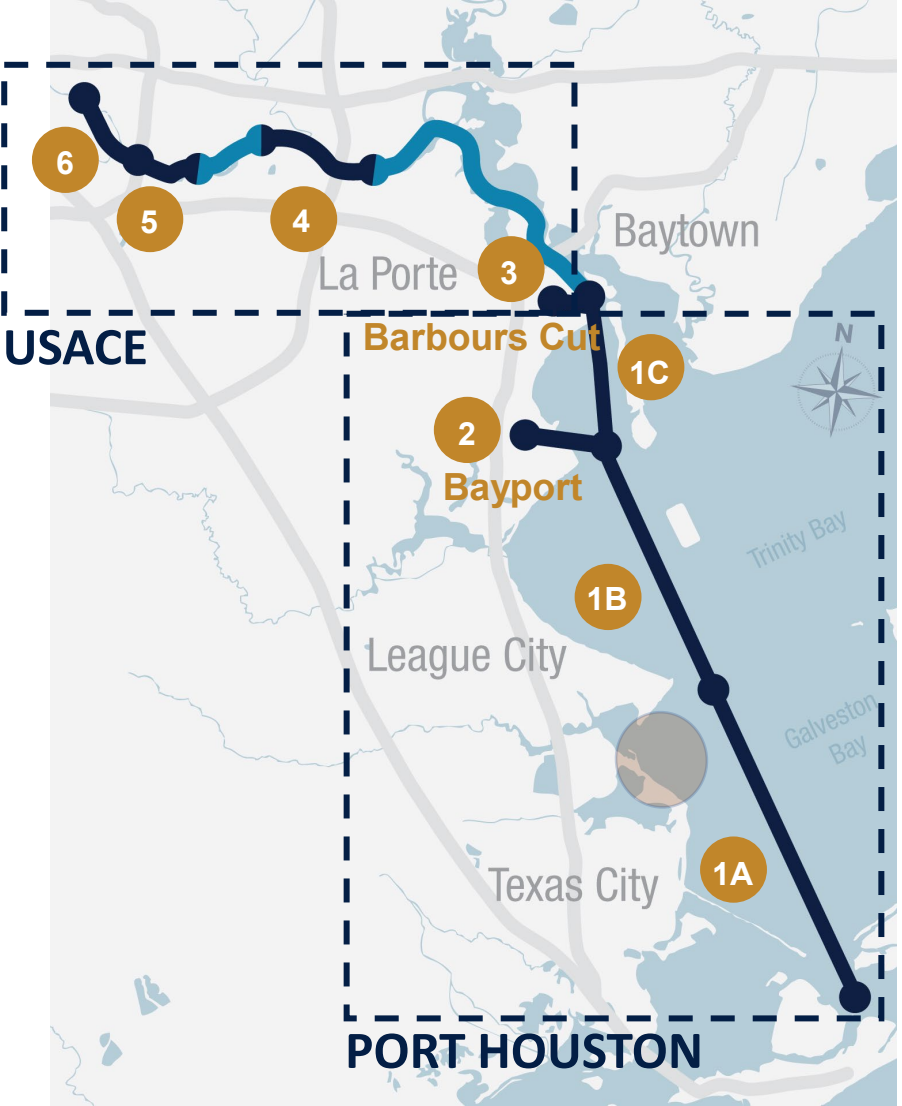 6
5
4
Baytown
La Porte
3
USACE
Barbours Cut
N
1C
2
Bayport
Trinity Bay
1B
League City
Galveston
Bay
Texas City
1A
PORT HOUSTON